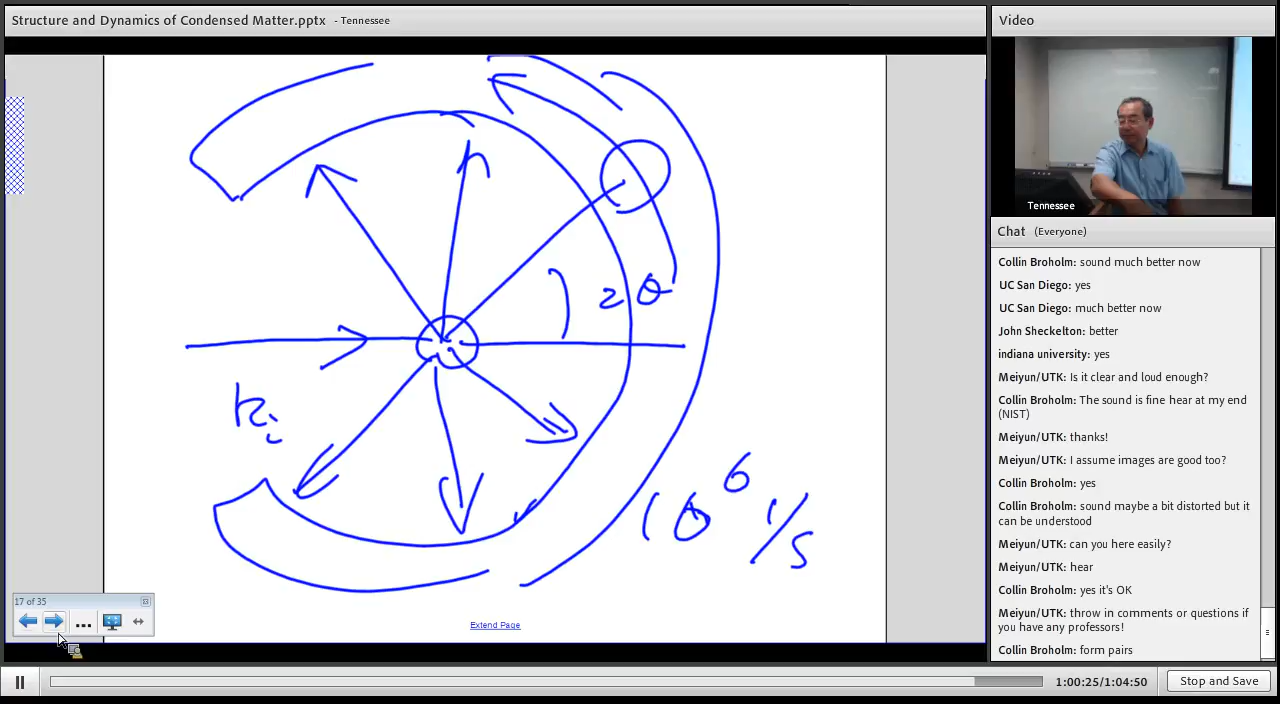 Structure and Dynamics of Condensed Matter.pptx - Tennessee
2θ
ki
10^6 1/s
17 of 35
...
Extend Page
Video
Tennessee
Chat (Everyone)
Collin Broholm: sound much better now
UC San Diego: yes
UC San Diego: much better now
John Sheckelton: better
indiana university: yes
Meiyun/UTK: Is it clear and loud enough?
Collin Broholm: The sound is fine hear at my end
(NIST)
Meiyun/UTK: thanks!
Meiyun/UTK: I assume images are good too?
Collin Broholm: yes
Collin Broholm: sound maybe a bit distorted but it
can be understood
Meiyun/UTK: can you here easily?
Meiyun/UTK: hear
Collin Broholm: yes it's OK
Meiyun/UTK: throw in comments or questions if
you have any professors!
Collin Broholm: form pairs
1:00:25/1:04:50
Stop and Save